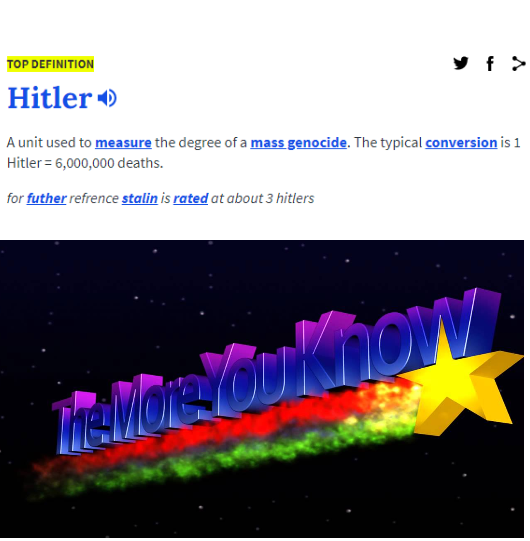 TOP DEFINITION
Hitler
A unit used to measure the degree of a mass genocide. The typical conversion is 1
Hitler = 6,000,000 deaths.
for futher refrence stalin is rated at about 3 hitlers
The More You Know